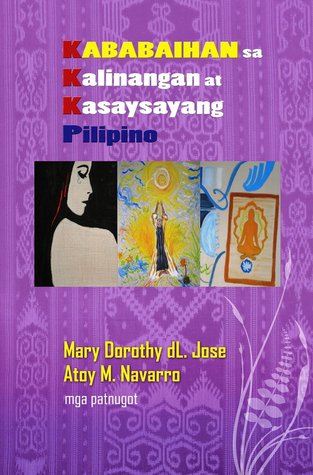 KABABAIHAN sa
Kalinangan at
Kasaysayang
Pilipino
Mary Dorothy dL. Jose
Atoy M. Navarro
mga patnugot